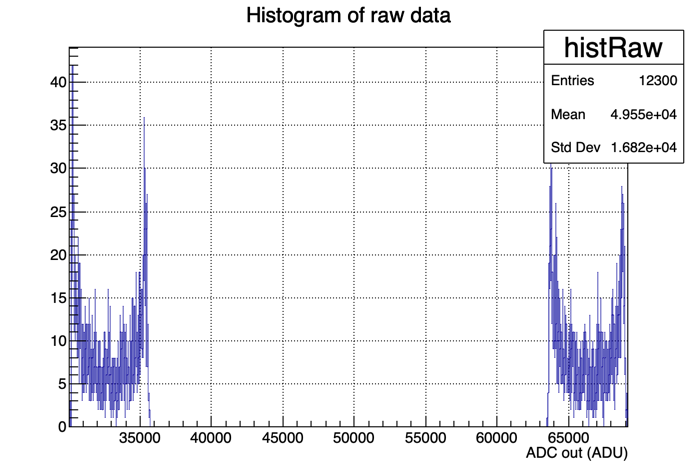 Histogram of raw data
histRaw
Entries 12300
Mean 4.955e+04
Std Dev 1.682e+04
40
35
30
25
20
15
10
5
0
35000 40000 45000 50000 55000 60000 65000
ADC out (ADU)